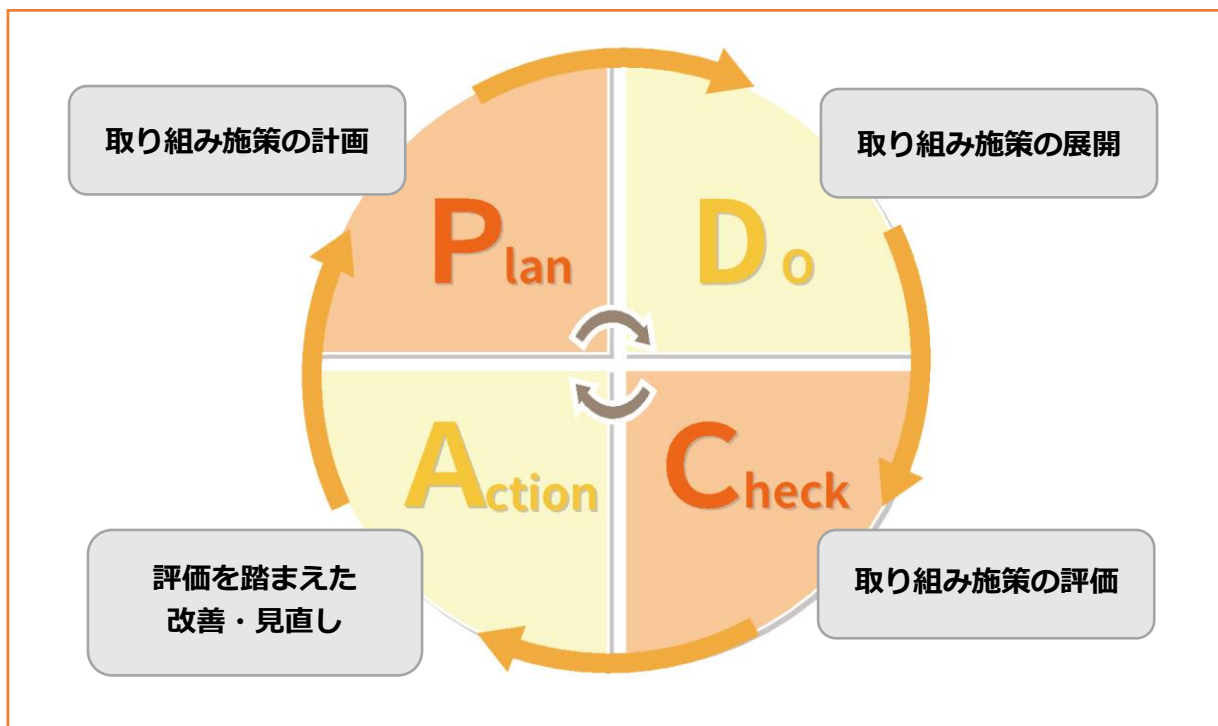 取り組み施策の計画
取り組み施策の展開
Plan
Do
Action
Check
評価を踏まえた
改善・見直し
取り組み施策の評価